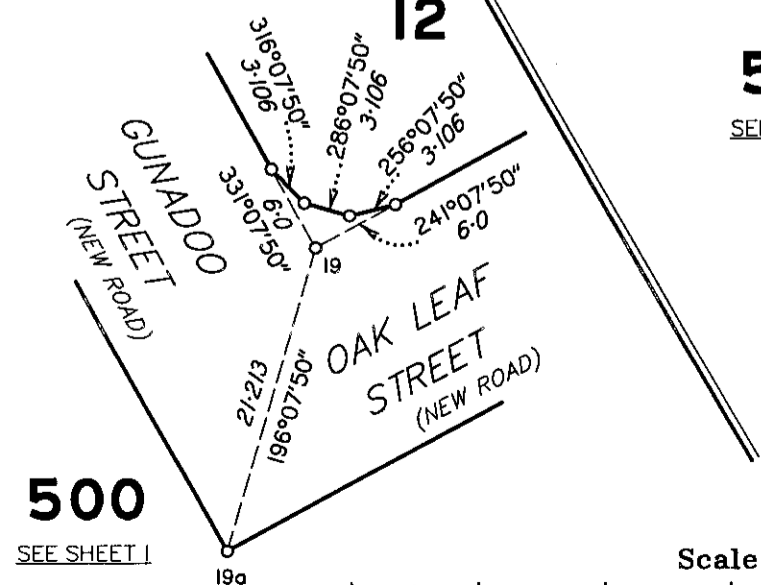 12
316°07'50"
3·106
286°07'50"
3·106
256°07'50"
3·106
GUNADOO
STREET
(NEW ROAD)
331°07'50"
6·0
241°07'50"
6·0
19
OAK LEAF
STREET
(NEW ROAD)
21·213
196°07'50"
500
SEE SHEET 1
19a
Scale